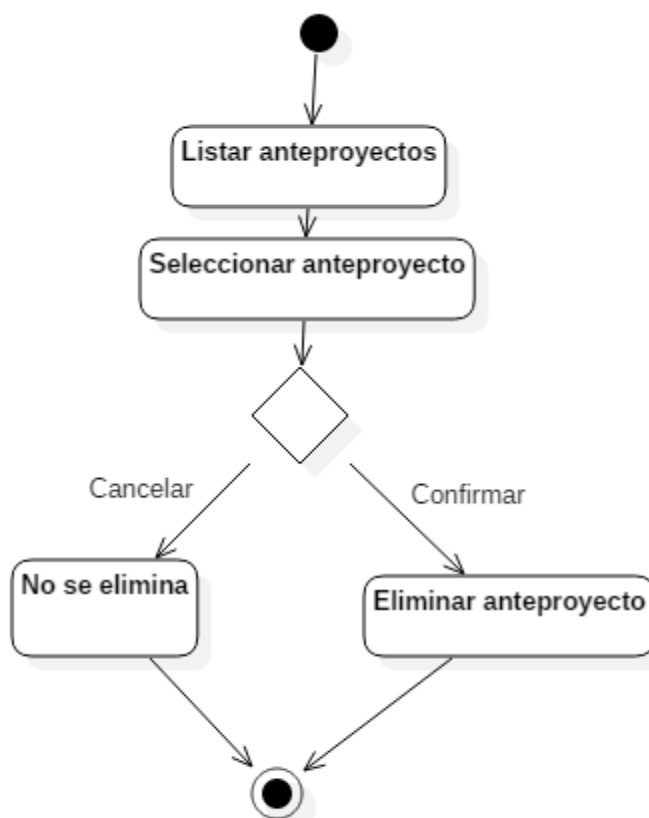 Listar anteproyectos
Seleccionar anteproyecto
Cancelar
Confirmar
No se elimina
Eliminar anteproyecto